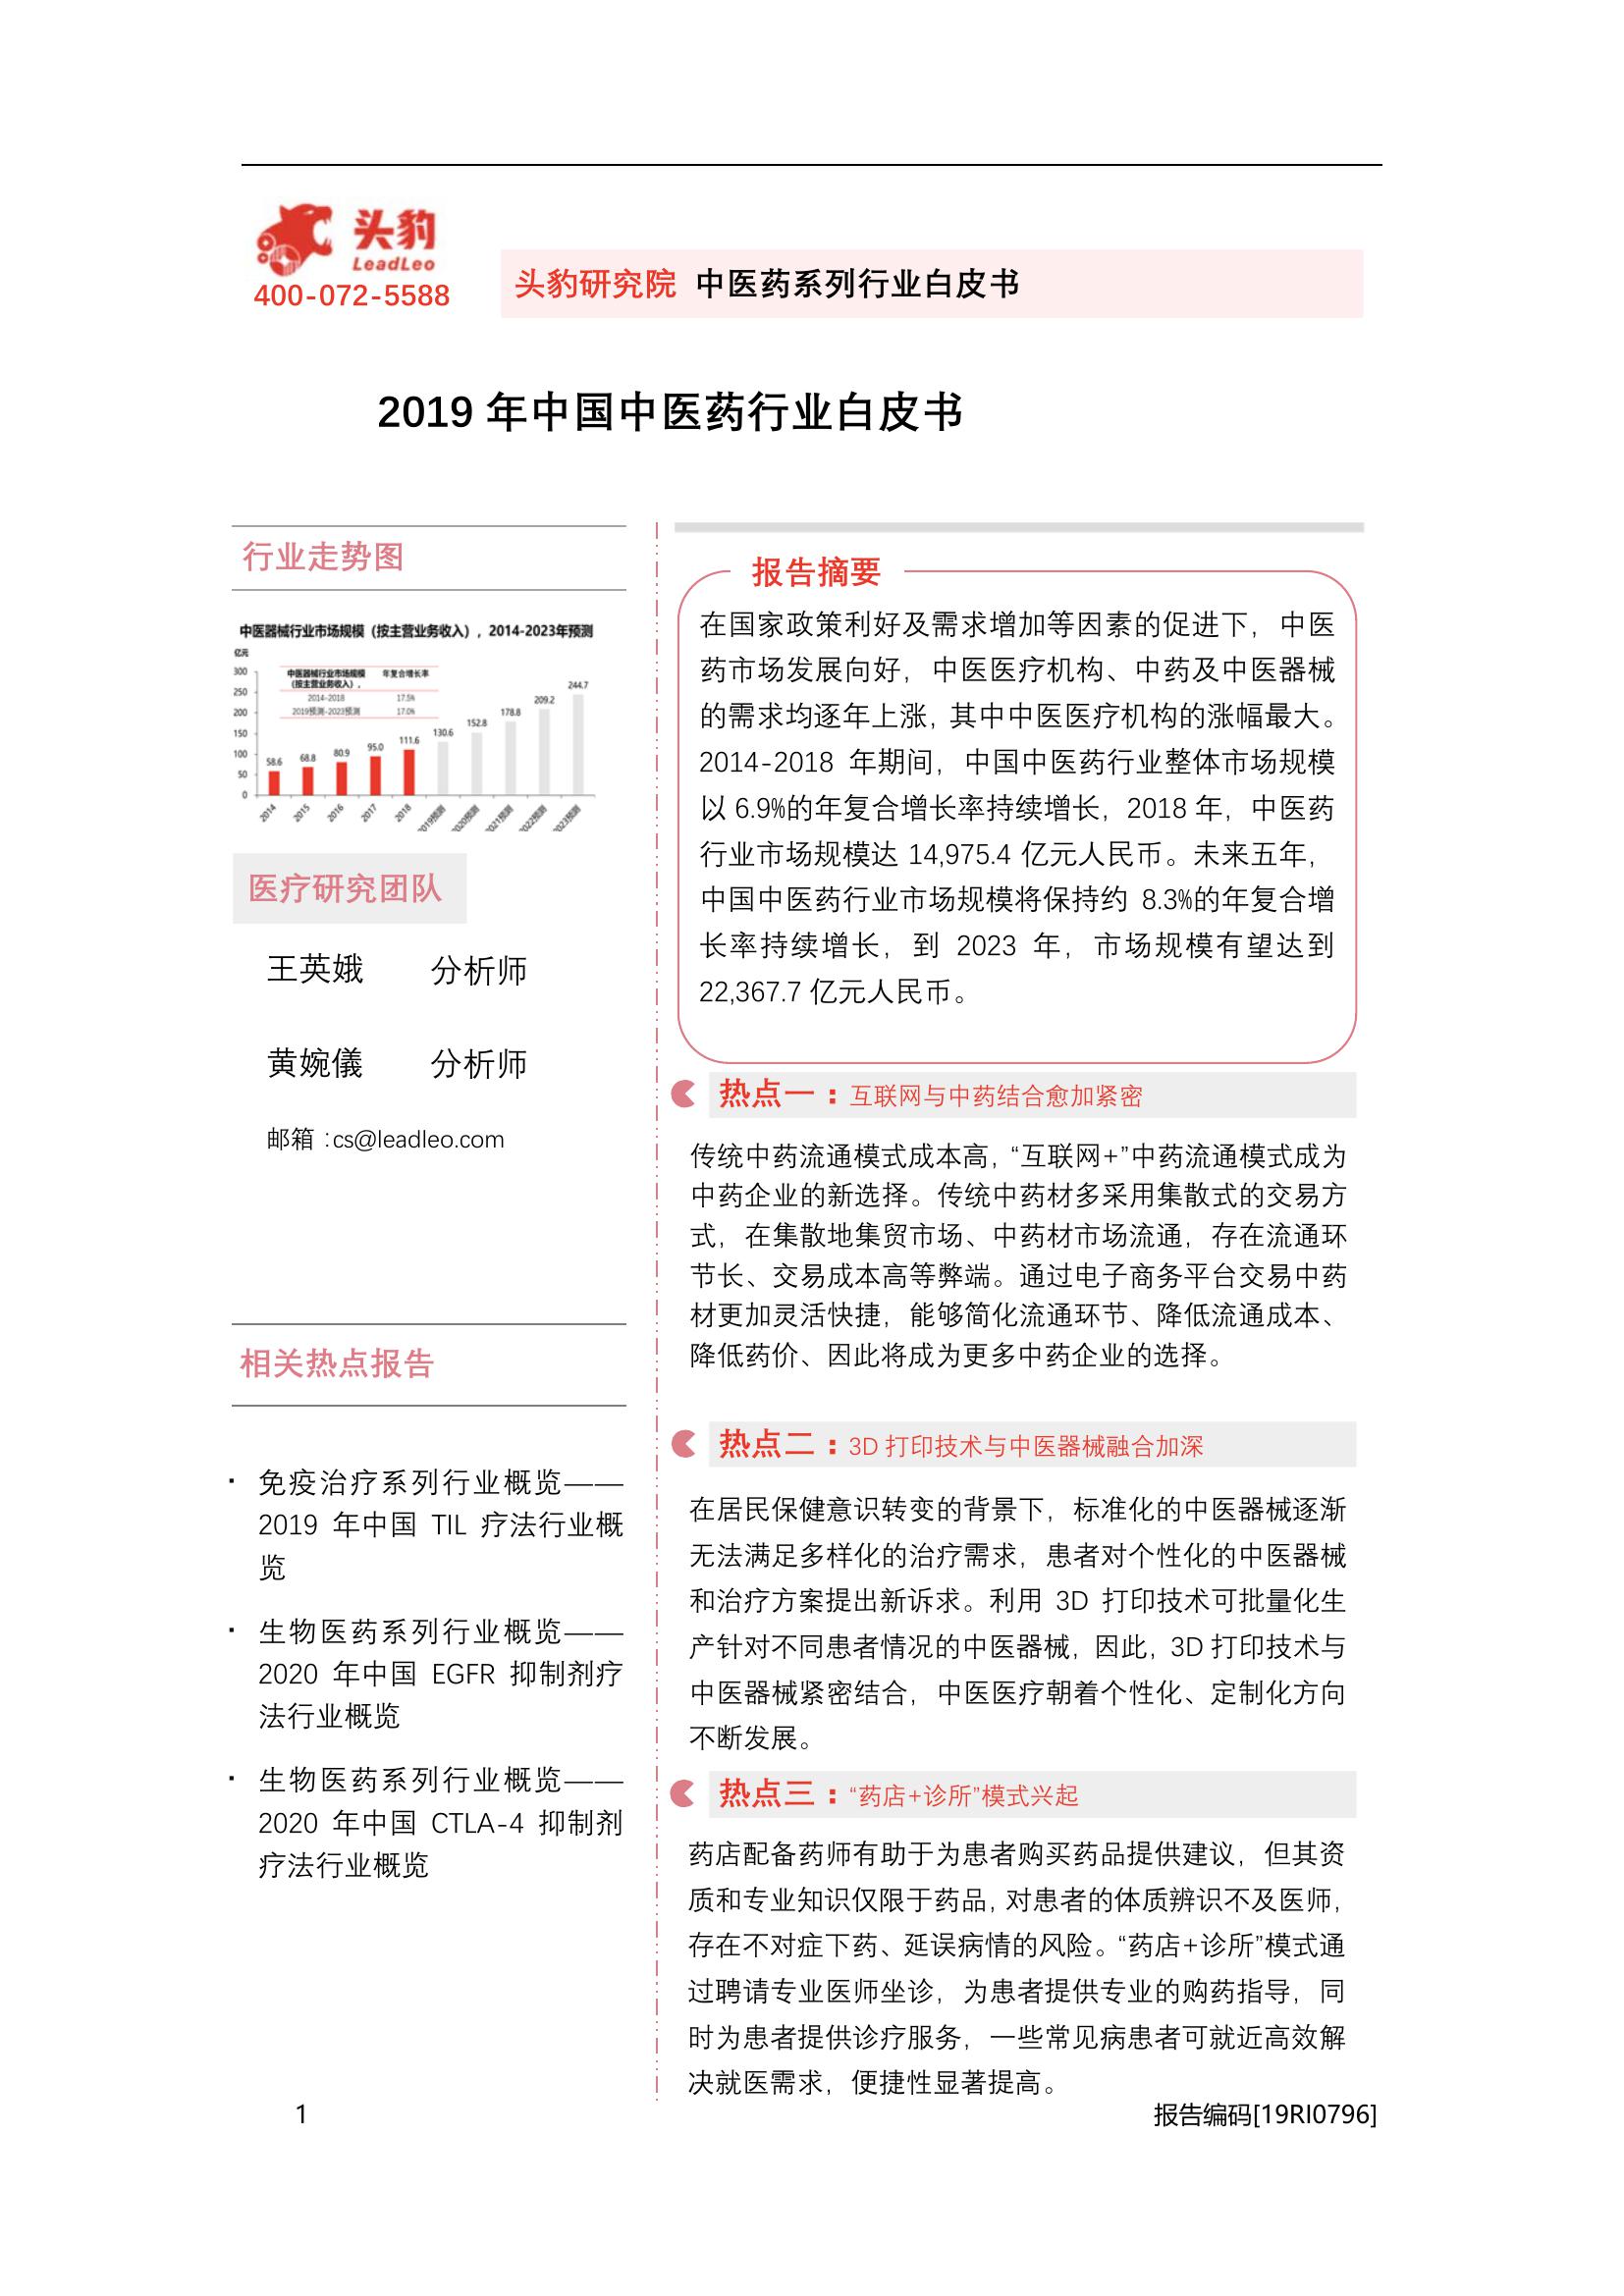 头豹
LeadLeo
400-072-5588
头豹研究院 中医药系列行业白皮书
2019 年中国中医药行业白皮书
行业走势图
中医器械行业市场规模（按主营业务收入），2014-2023年预测
亿元
300
250
200
150
100
50
0
中医器械行业市场规模 年复合增长率
（按主营业务收入），
2014-2018 17.5%
2019预测-2023预测 17.0%
58.6
68.8
80.9
95.0
111.6
130.6
152.8
178.8
209.2
244.7
2014
2015
2016
2017
2018
019预测
020预测
021预测
022预测
023预测
医疗研究团队
王英娥 分析师
黄婉儀 分析师
邮箱 :cs@leadleo.com
相关热点报告
· 免疫治疗系列行业概览——
2019 年中国 TIL 疗法行业概
览
· 生物医药系列行业概览——
2020 年中国 EGFR 抑制剂疗
法行业概览
· 生物医药系列行业概览——
2020 年中国 CTLA-4 抑制剂
疗法行业概览
报告摘要
在国家政策利好及需求增加等因素的促进下，中医
药市场发展向好，中医医疗机构、中药及中医器械
的需求均逐年上涨，其中中医医疗机构的涨幅最大。
2014-2018 年期间，中国中医药行业整体市场规模
以 6.9%的年复合增长率持续增长，2018 年，中医药
行业市场规模达 14,975.4 亿元人民币。未来五年，
中国中医药行业市场规模将保持约 8.3%的年复合增
长率持续增长，到 2023 年，市场规模有望达到
22,367.7 亿元人民币。
热点一：互联网与中药结合愈加紧密
传统中药流通模式成本高，“互联网+”中药流通模式成为
中药企业的新选择。传统中药材多采用集散式的交易方
式，在集散地集贸市场、中药材市场流通，存在流通环
节长、交易成本高等弊端。通过电子商务平台交易中药
材更加灵活快捷，能够简化流通环节、降低流通成本、
降低药价、因此将成为更多中药企业的选择。
热点二：3D 打印技术与中医器械融合加深
在居民保健意识转变的背景下，标准化的中医器械逐渐
无法满足多样化的治疗需求，患者对个性化的中医器械
和治疗方案提出新诉求。利用 3D 打印技术可批量化生
产针对不同患者情况的中医器械，因此，3D 打印技术与
中医器械紧密结合，中医医疗朝着个性化、定制化方向
不断发展。
热点三：“药店+诊所”模式兴起
药店配备药师有助于为患者购买药品提供建议，但其资
质和专业知识仅限于药品，对患者的体质辨识不及医师，
存在不对症下药、延误病情的风险。“药店+诊所”模式通
过聘请专业医师坐诊，为患者提供专业的购药指导，同
时为患者提供诊疗服务，一些常见病患者可就近高效解
决就医需求，便捷性显著提高。
1
报告编码[19RI0796]